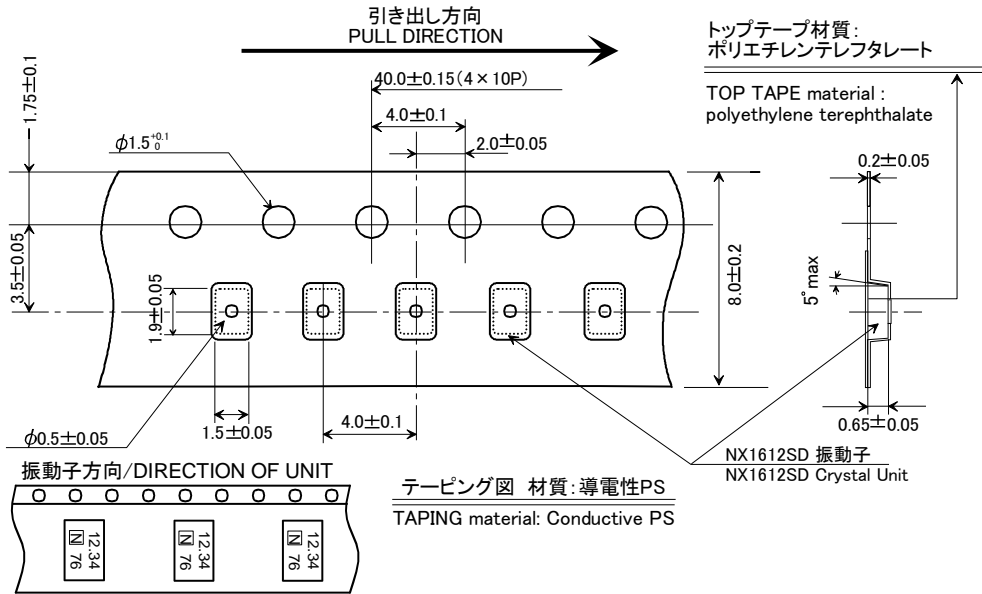 引き出し方向
PULL DIRECTION
トップテープ材質:
ポリエチレンテレフタレート
TOP TAPE material :
polyethylene terephthalate
1.75±0.1
40.0±0.15(4×10P)
4.0±0.1
2.0±0.05
φ1.5 +0.1 0
0.2±0.05
3.5±0.05
1.9±0.05
8.0±0.2
5°max
φ0.5±0.05
1.5±0.05
4.0±0.1
0.65±0.05
NX1612SD 振動子
NX1612SD Crystal Unit
振動子方向/DIRECTION OF UNIT
テーピング図 材質:導電性PS
TAPING material: Conductive PS
12.34
N 76
12.34
N 76
12.34
N 76